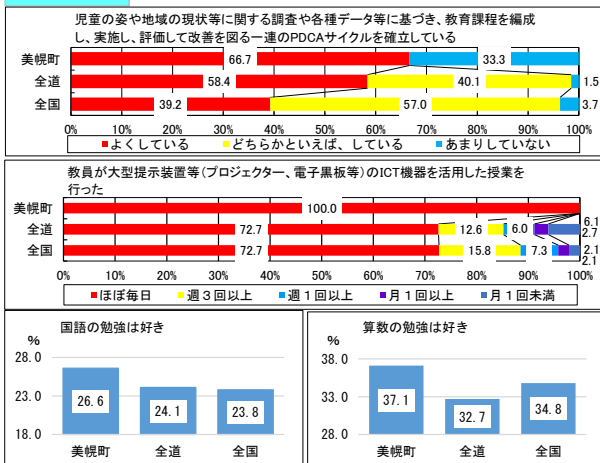 児童の姿や地域の現状等に関する調査や各種データ等に基づき、教育課程を編成
し、実施し、評価して改善を図る一連のPDCAサイクルを確立している
美幌町 66.7 33.3
全道 58.4 40.1 1.5
全国 39.2 57.0 3.7
0% 10% 20% 30% 40% 50% 60% 70% 80% 90% 100%
よくしている どちらかといえば、している あまりしていない
教員が大型提示装置等(プロジェクター、電子黒板等)のICT機器を活用した授業を
行った
美幌町 100.0
全道 72.7 12.6 6.0 6.1 2.7
全国 72.7 15.8 7.3 2.1 2.1
0% 10% 20% 30% 40% 50% 60% 70% 80% 90% 100%
ほぼ毎日 週3回以上 週1回以上 月1回以上 月1回未満
国語の勉強は好き
%
28.0
23.0
18.0
26.6 24.1 23.8
美幌町 全道 全国
算数の勉強は好き
%
38.0
33.0
28.0
37.1 32.7 34.8
美幌町 全道 全国